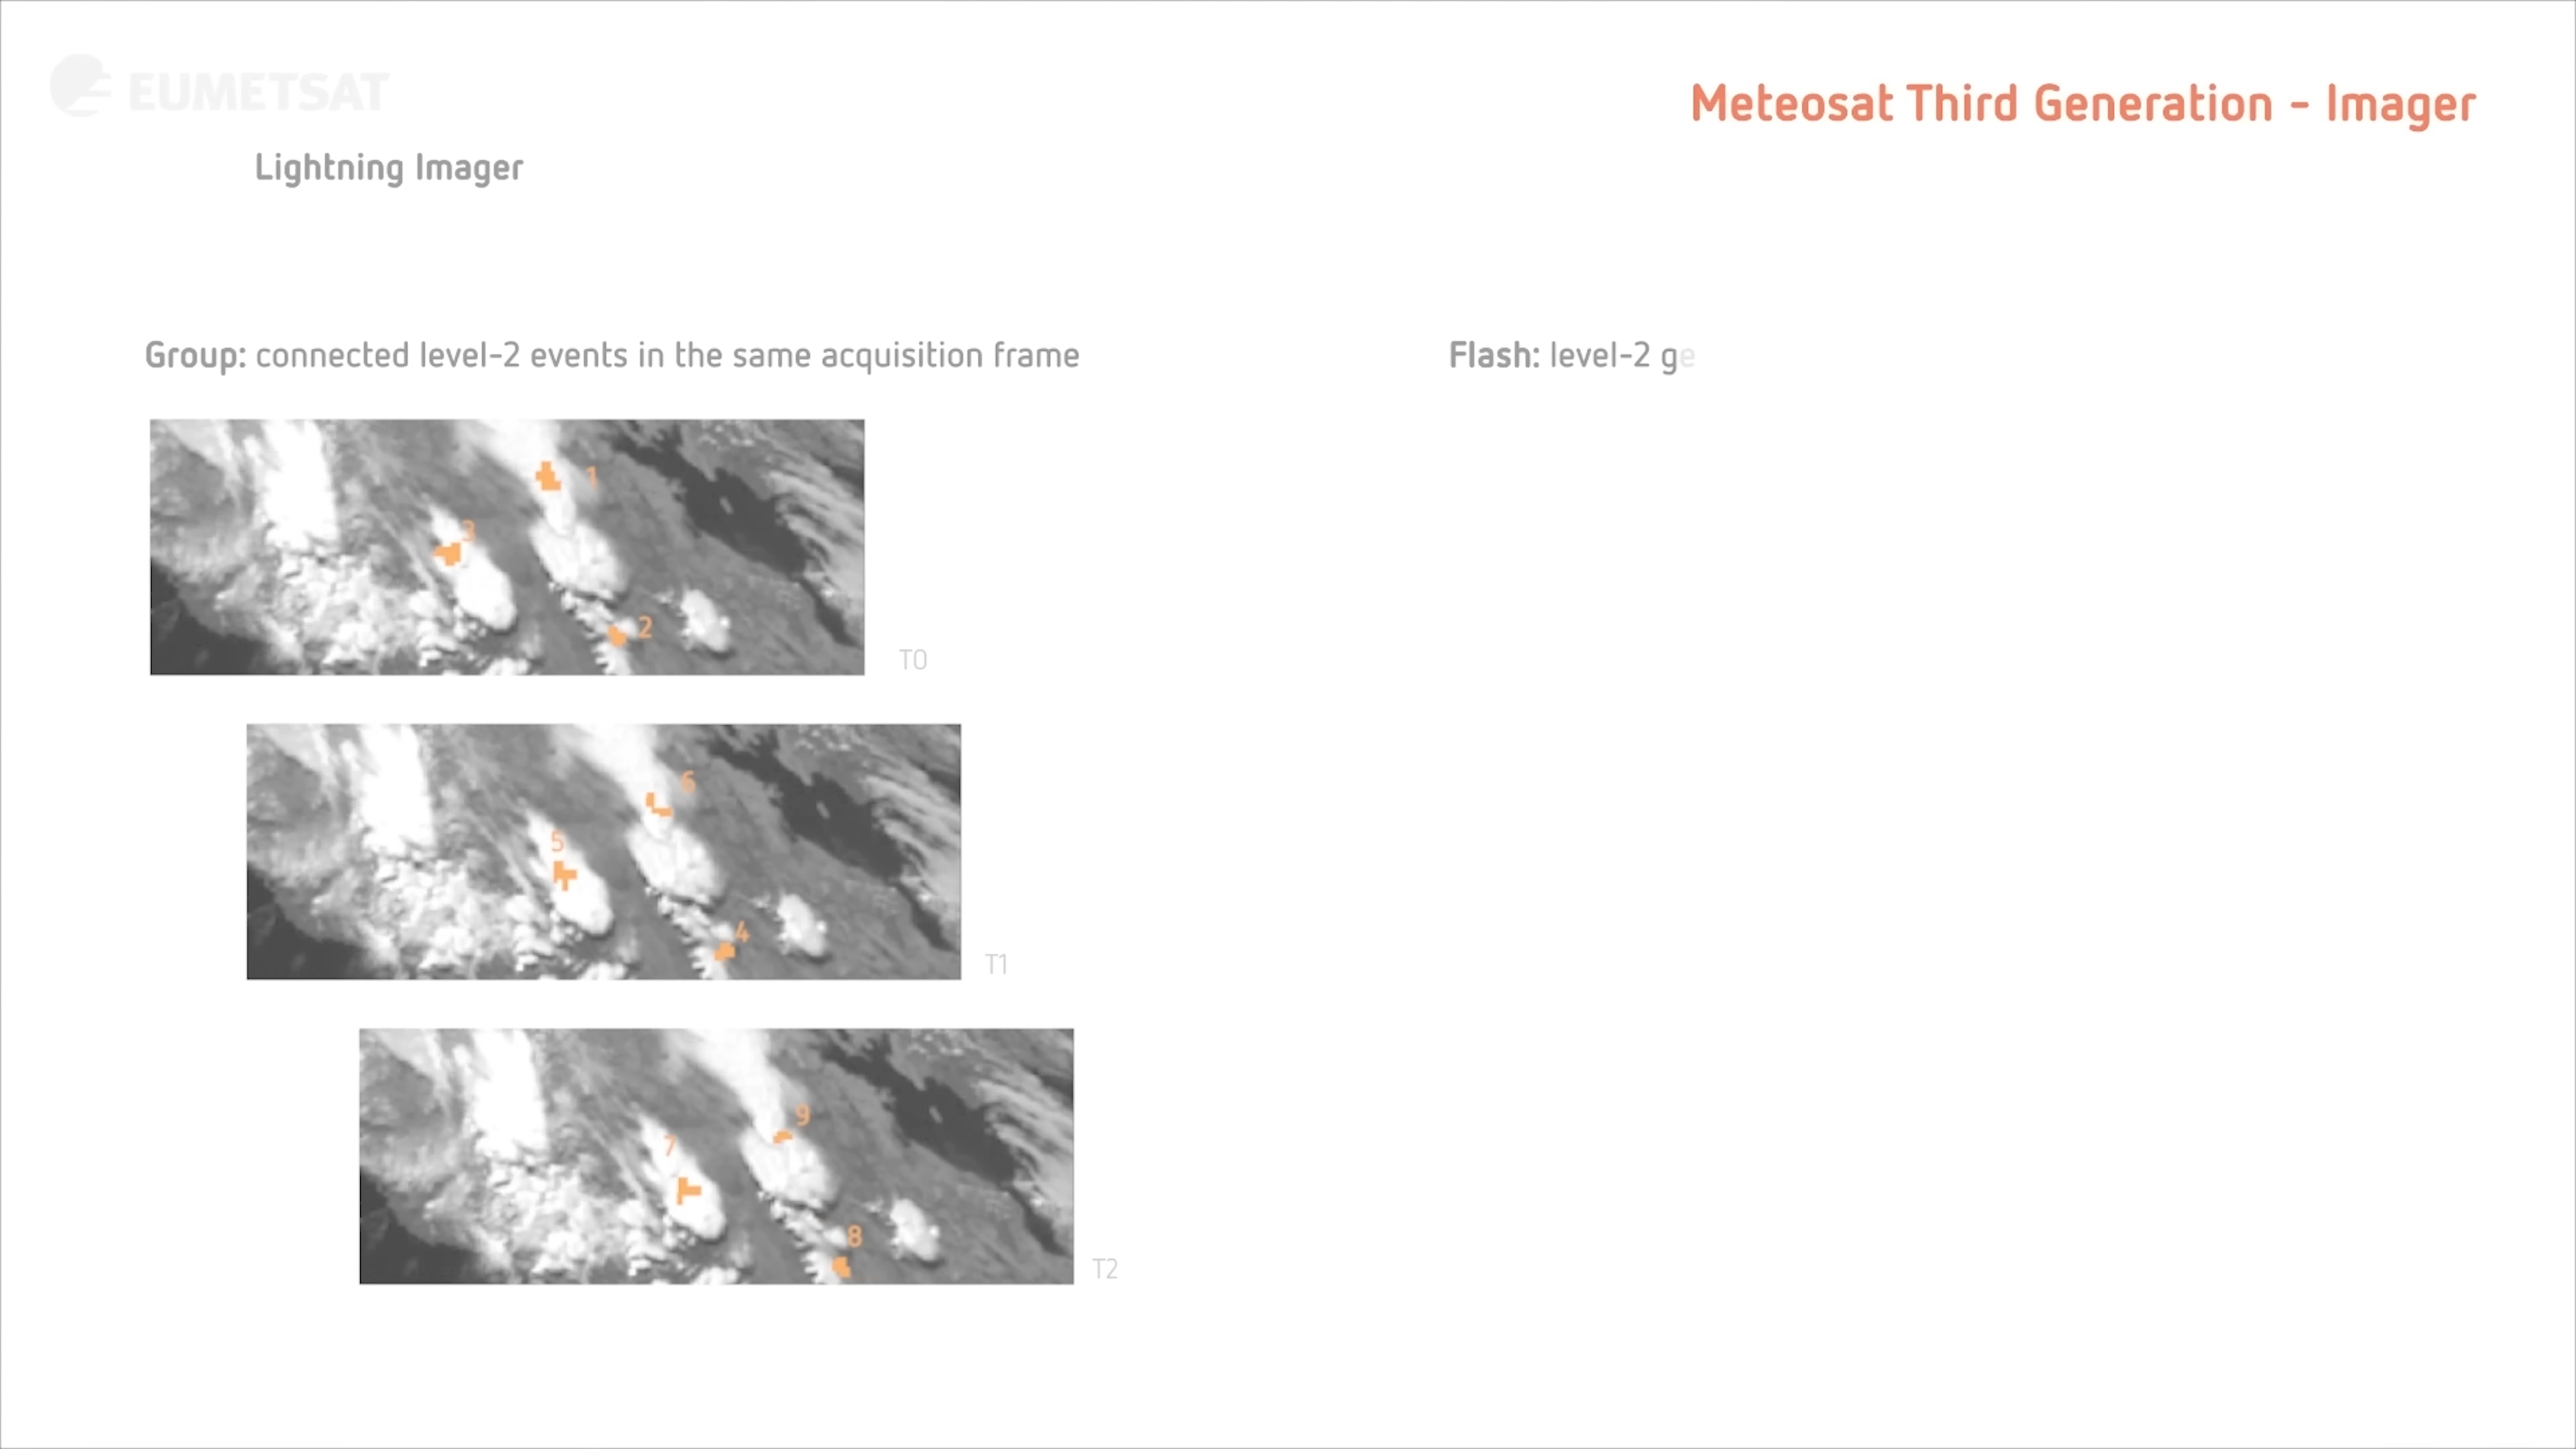 EUMETSAT
Meteosat Third Generation - Imager
Lightning Imager
Group: connected level-2 events in the same acquisition frame
Flash: level-2 ge
1
3
2
T0
6
5
4
T1
9
7
8
T2